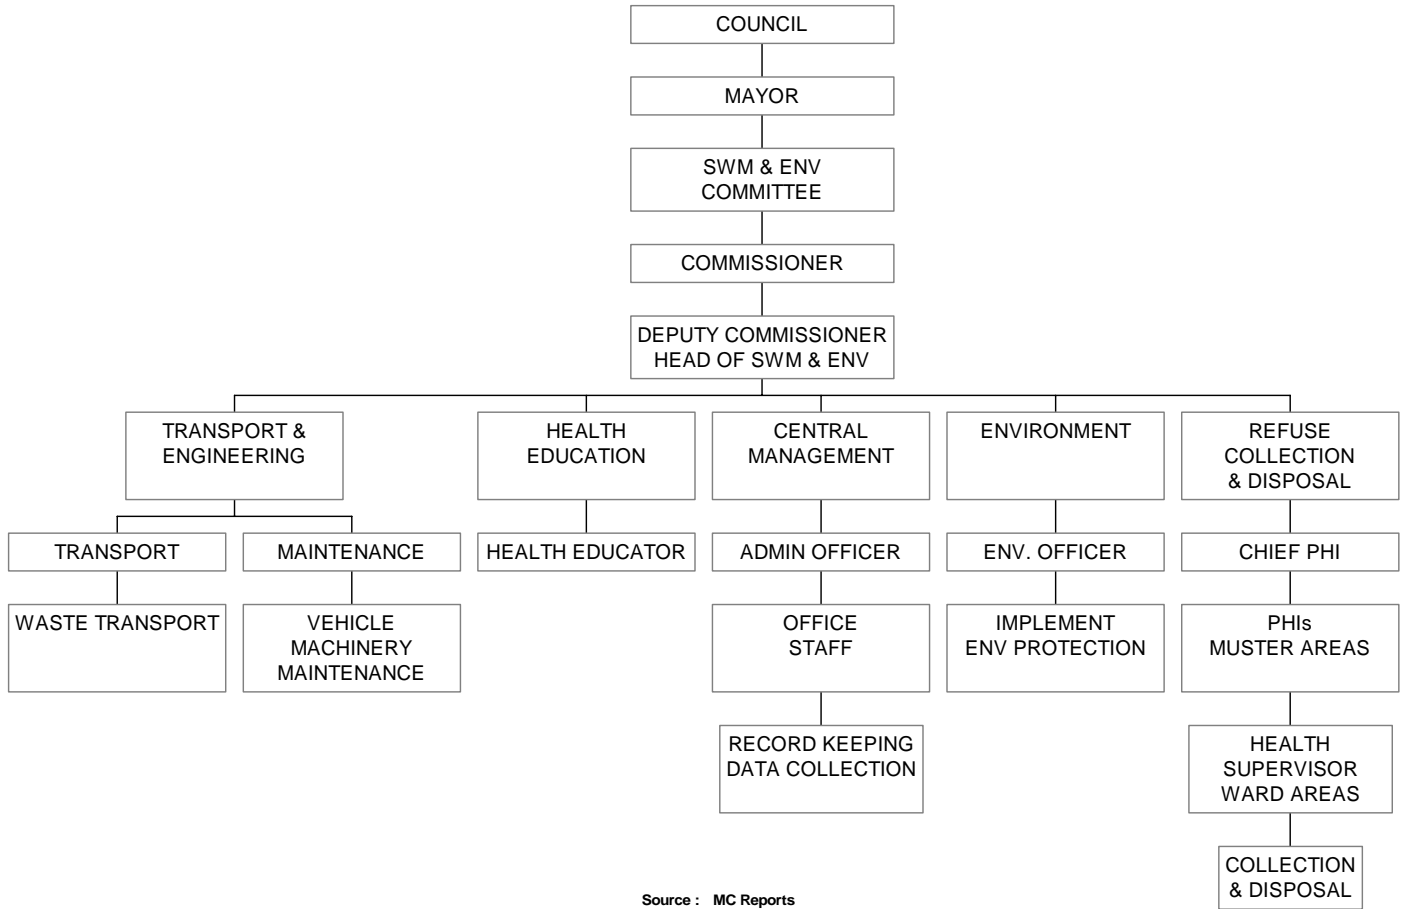 COUNCIL
MAYOR
SWM & ENV
COMMITTEE
COMMISSIONER
DEPUTY COMMISSIONER
HEAD OF SWM & ENV
TRANSPORT &
ENGINEERING
HEALTH
EDUCATION
CENTRAL
MANAGEMENT
ENVIRONMENT
REFUSE
COLLECTION
& DISPOSAL
TRANSPORT
MAINTENANCE
HEALTH EDUCATOR
ADMIN OFFICER
ENV. OFFICER
CHIEF PHI
WASTE TRANSPORT
VEHICLE
MACHINERY
MAINTENANCE
OFFICE
STAFF
IMPLEMENT
ENV PROTECTION
PHIs
MUSTER AREAS
RECORD KEEPING
DATA COLLECTION
HEALTH
SUPERVISOR
WARD AREAS
COLLECTION
& DISPOSAL
Source : MC Reports